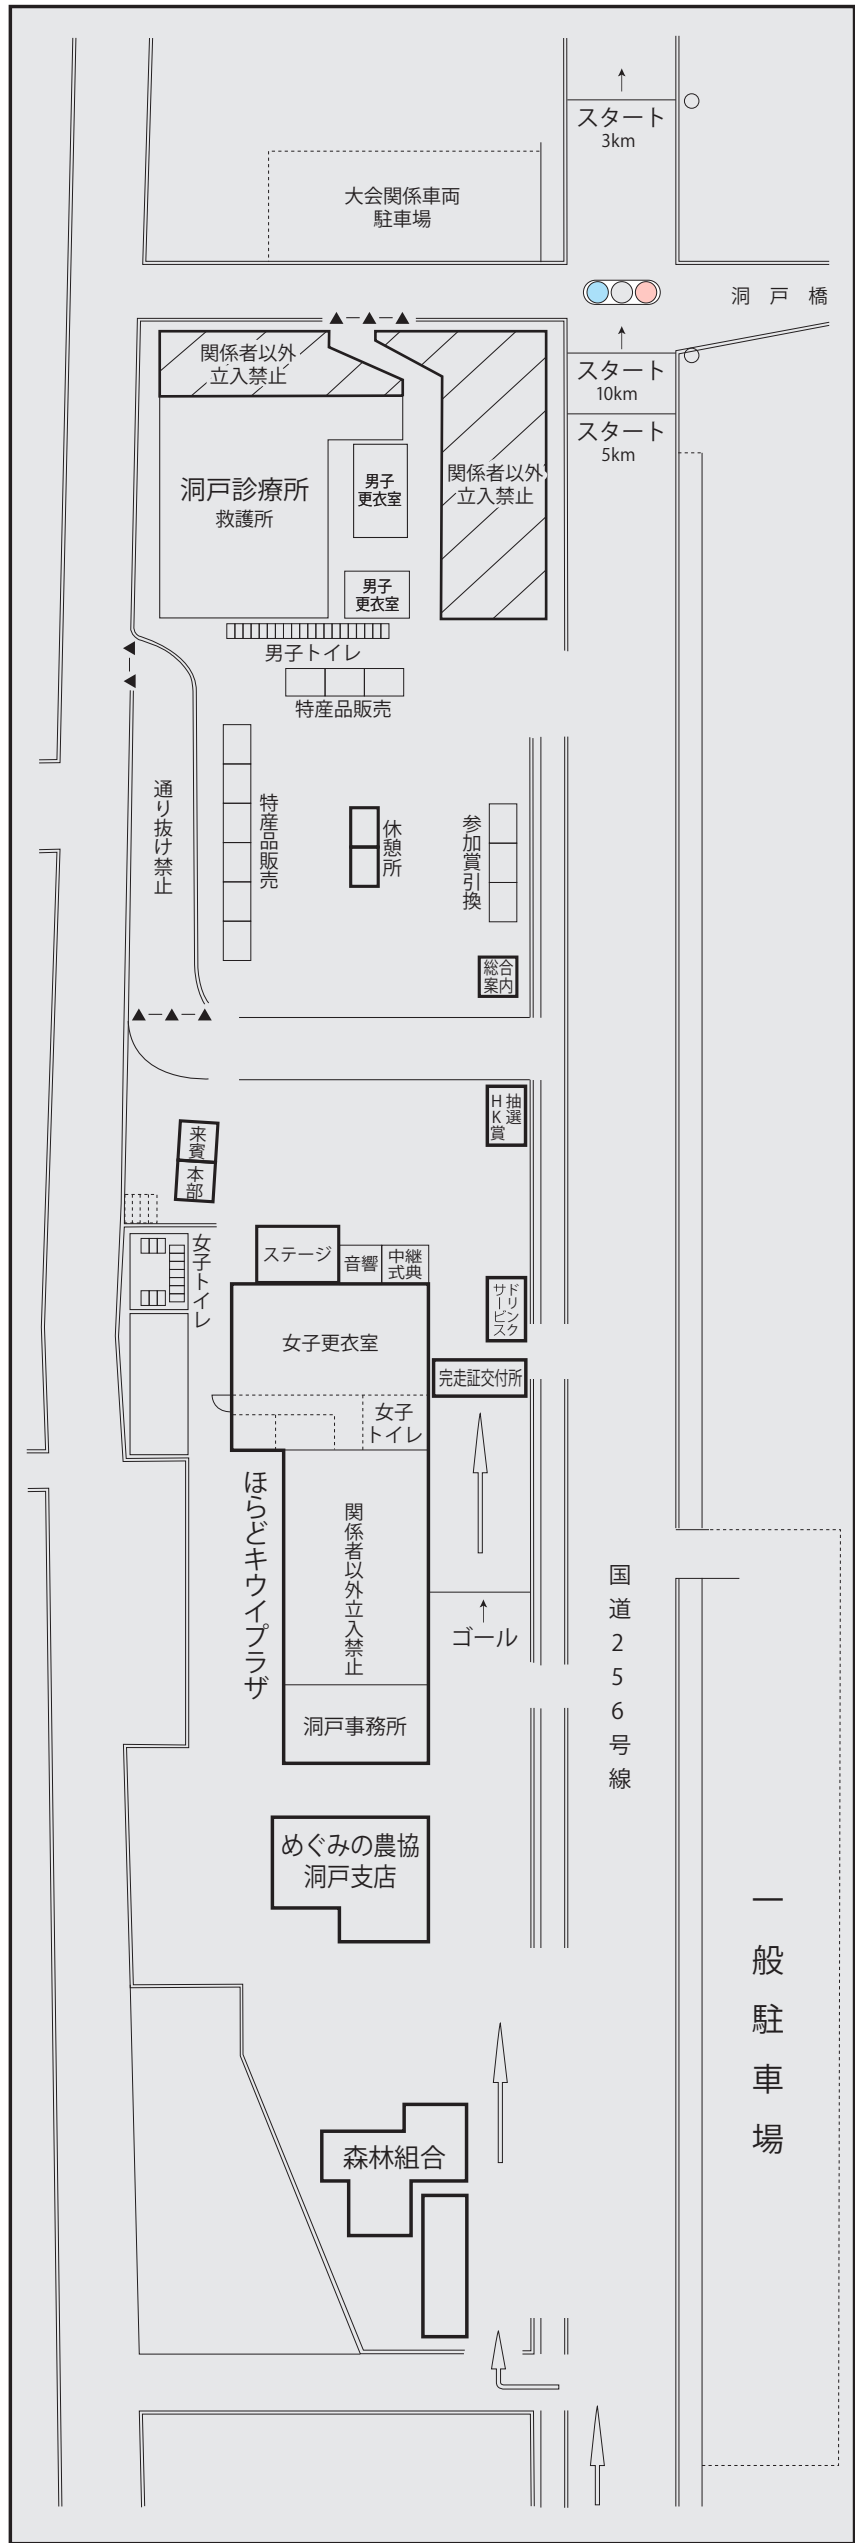 スタート
3km
大会関係車両
駐車場
洞戸橋
関係者以外
立入禁止
スタート
10km
スタート
5km
洞戸診療所
救護所
男子
更衣室
関係者以外
立入禁止
男子
更衣室
男子トイレ
特産品販売
通り抜け禁止
特産品販売
休憩所
参加賞引換
総合
案内
抽選
HK賞
来賓
本部
女子トイレ
ステージ
音響
中継
式典
ドリンク
サービス
女子更衣室
完走証交付所
女子
トイレ
ほらどキウイプラザ
関係者以外立入禁止
ゴール
国道256号線
洞戸事務所
めぐみの農協
洞戸支店
一般駐車場
森林組合